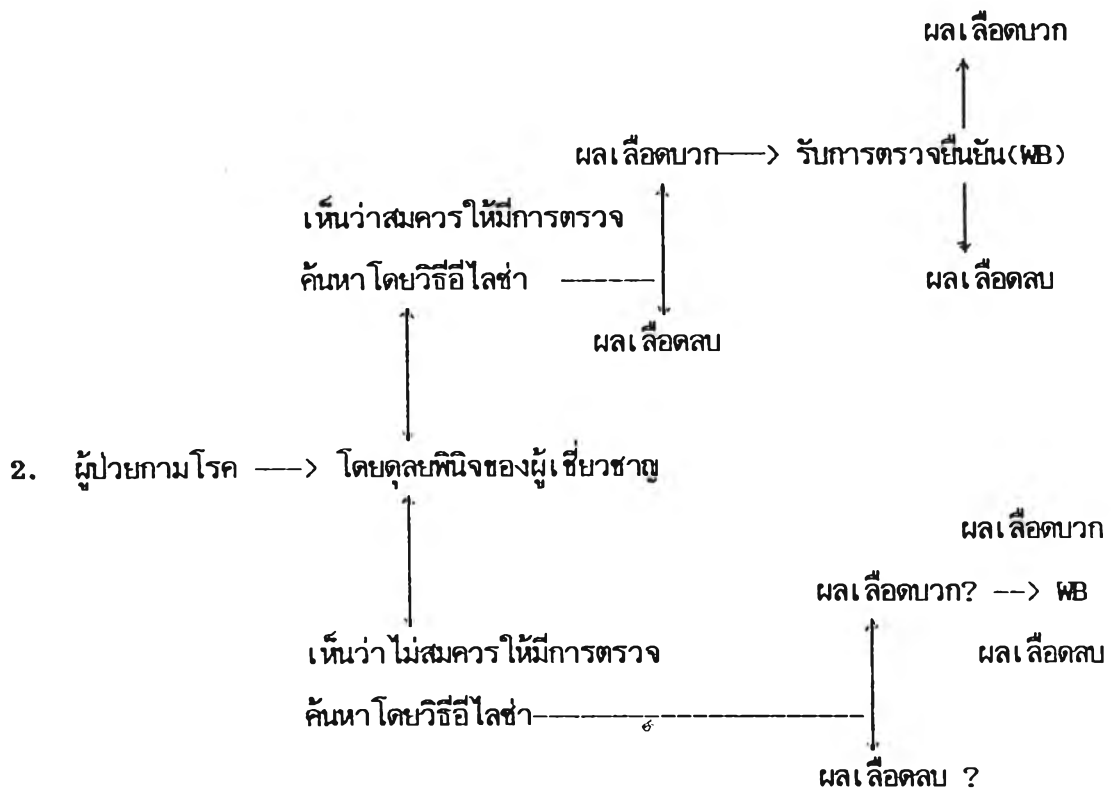 ผลเลือดบวก
ผลเลือดบวก——> รับการตรวจยืนยัน(WB)
เห็นว่าสมควรให้มีการตรวจ
ค้นหาโดยวิธีอีไลซ่า ------
ผลเลือดลบ
ผลเลือดลบ
2. ผู้ป่วยกามโรค ---> โดยดุลยพินิจของผู้เชี่ยวชาญ
ผลเลือดบวก
ผลเลือดบวก? --> WB
เห็นว่าไม่สมควรให้มีการตรวจ
ผลเลือดลบ
ค้นหาโดยวิธีอีไลซ่า--------------------
ผลเลือดลบ ?